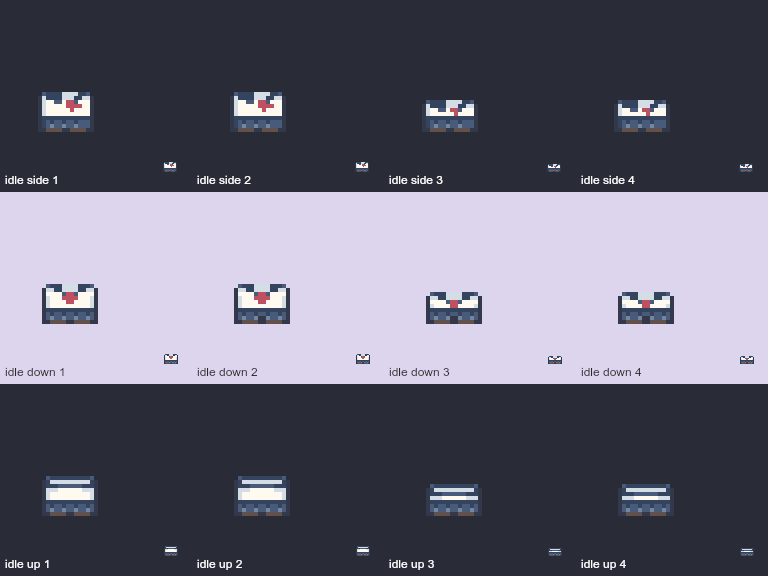 idle side 1
idle side 2
idle side 3
idle side 4
idle down 1
idle down 2
idle down 3
idle down 4
idle up 1
idle up 2
idle up 3
idle up 4